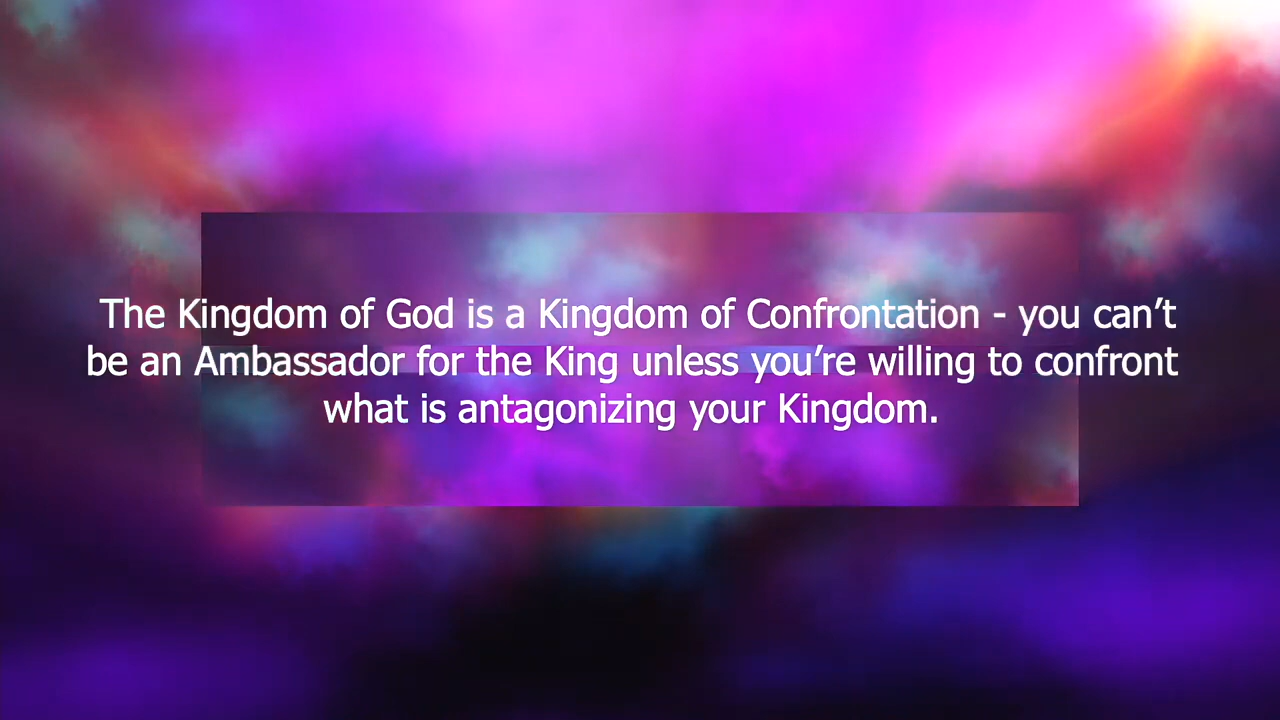 The Kingdom of God is a Kingdom of Confrontation - you can’t
be an Ambassador for the King unless you’re willing to confront
what is antagonizing your Kingdom.